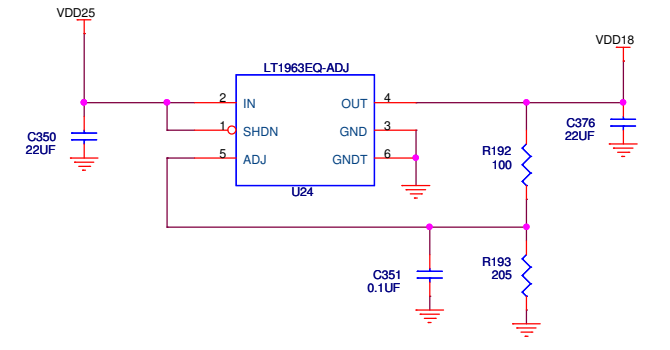 VDD25
VDD18
LT1963EQ-ADJ
2 IN OUT 4
1 SHDN GND 3
5 ADJ GNDT 6
U24
C350
22UF
C376
22UF
R192
100
C351
0.1UF
R193
205